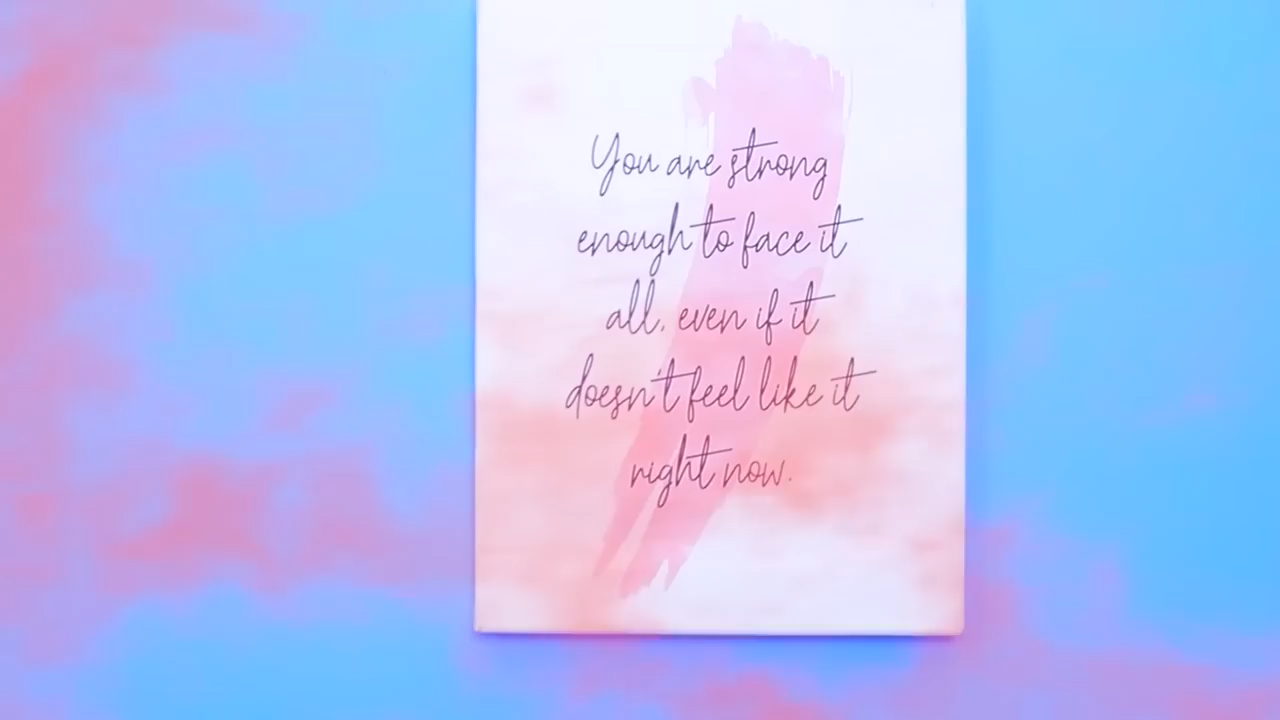 You are strong
enough to face it
all, even if it
doesn't feel like it
right now.